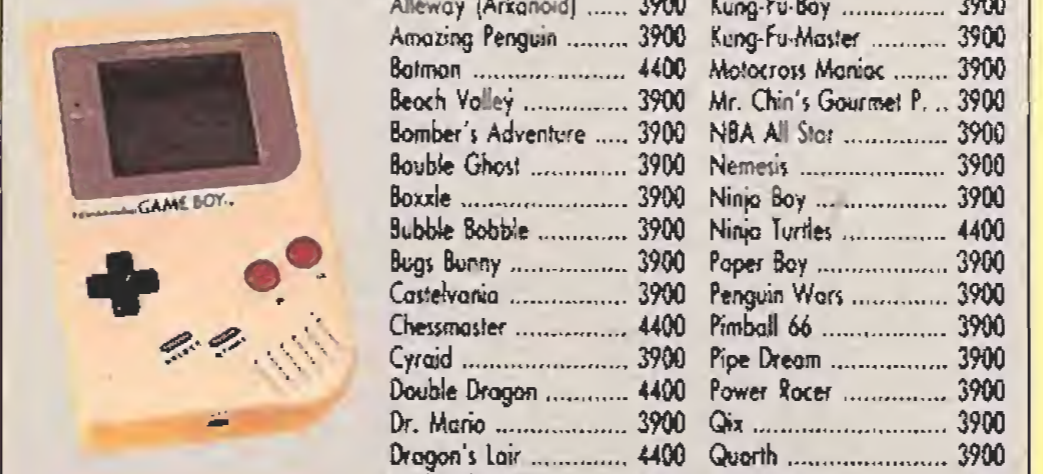 GAME BOY
Alleway (Arkanoid) ...... 3900
Amazing Penguin ......... 3900
Batman ..................... 4400
Beach Volley .............. 3900
Bomber's Adventure ..... 3900
Bouble Ghost .............. 3900
Boxxle ....................... 3900
Bubble Bobble ............ 3900
Bugs Bunny ................ 3900
Castelvania ................ 3900
Chessmaster ............... 4400
Cyraid ....................... 3900
Double Dragon ........... 4400
Dr. Mario ................... 3900
Dragon's Lair ............. 4400
Kung-Fu-Boy .............. 3900
Kung-Fu-Master .......... 3900
Motocross Maniac ........ 3900
Mr. Chin's Gourmet P. .. 3900
NBA All Star ............... 3900
Nemesis .................... 3900
Ninja Boy .................. 3900
Ninja Turtles .............. 4400
Paper Boy .................. 3900
Penguin Wars ............. 3900
Pimball 66 ................. 3900
Pipe Dream ................ 3900
Power Racer .............. 3900
Qix ........................... 3900
Quarth ...................... 3900